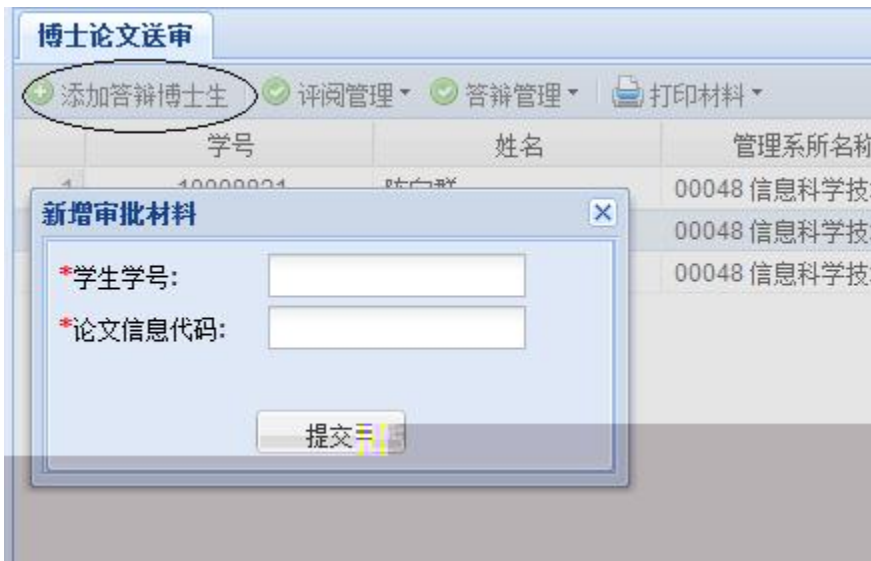 博士论文送审
添加答辩博士生 评阅管理 答辩管理 打印材料
学号 姓名 管理系所名称
00048 信息科学技
新增审批材料
00048 信息科学技
*学生学号:
00048 信息科学技
*论文信息代码:
提交